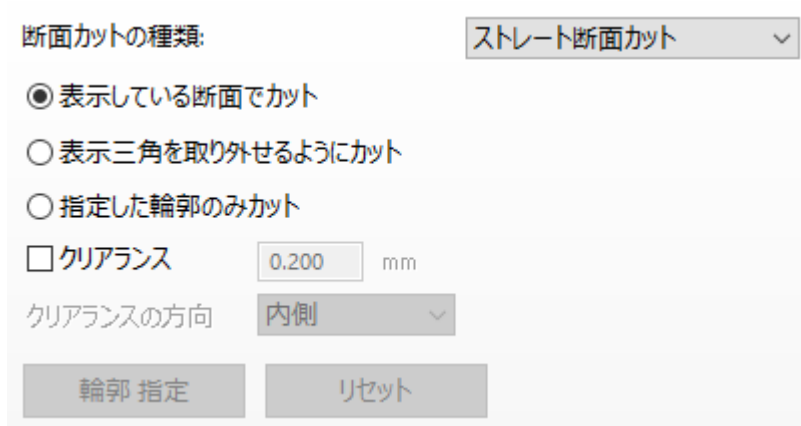 断面カットの種類: ストレート断面カット
表示している断面でカット
表示三角を取り外せるようにカット
指定した輪郭のみカット
クリアランス 0.200 mm
クリアランスの方向 内側
輪郭 指定 リセット